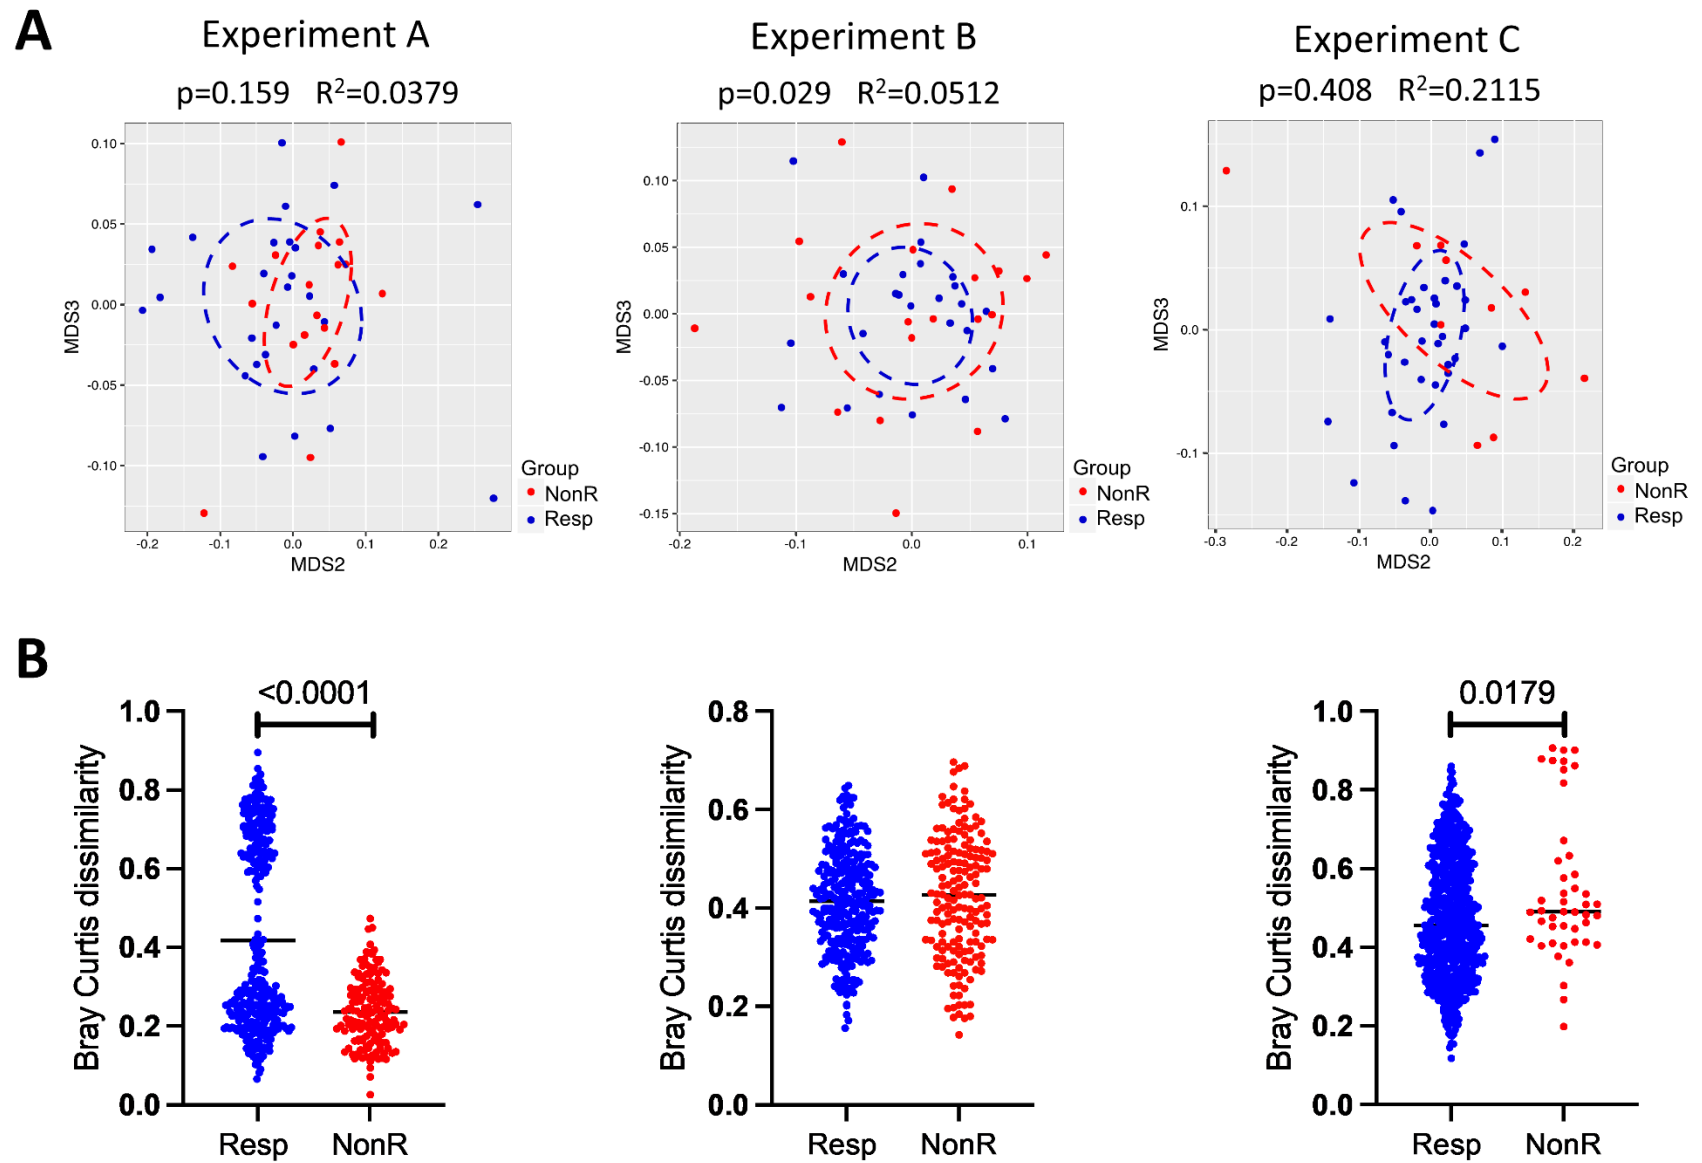 A
Experiment A
p=0.159 R²=0.0379
MDS3
0.10
0.05
0.00
-0.05
-0.10
-0.2 -0.1 0.0 0.1 0.2
MDS2
Group
NonR
Resp
Experiment B
p=0.029 R²=0.0512
MDS3
0.10
0.05
0.00
-0.05
-0.10
-0.15
-0.2 -0.1 0.0 0.1
MDS2
Group
NonR
Resp
Experiment C
p=0.408 R²=0.2115
MDS3
0.1
0.0
-0.1
-0.3 -0.2 -0.1 0.0 0.1 0.2
MDS2
Group
NonR
Resp
B
<0.0001
Bray Curtis dissimilarity
1.0
0.8
0.6
0.4
0.2
0.0
Resp NonR
Bray Curtis dissimilarity
0.8
0.6
0.4
0.2
0.0
Resp NonR
0.0179
Bray Curtis dissimilarity
1.0
0.8
0.6
0.4
0.2
0.0
Resp NonR